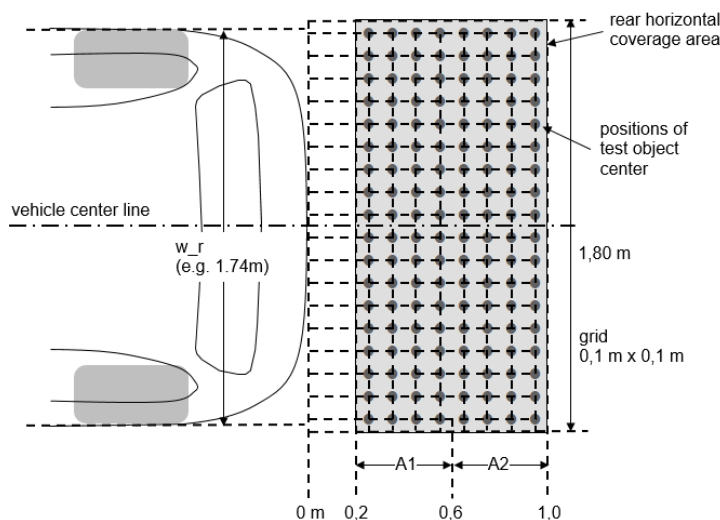 rear horizontal
coverage area
positions of
test object
center
vehicle center line
w_r
(e.g. 1.74m)
1,80 m
grid
0,1 m x 0,1 m
A1
A2
0 m
0,2
0,6
1,0